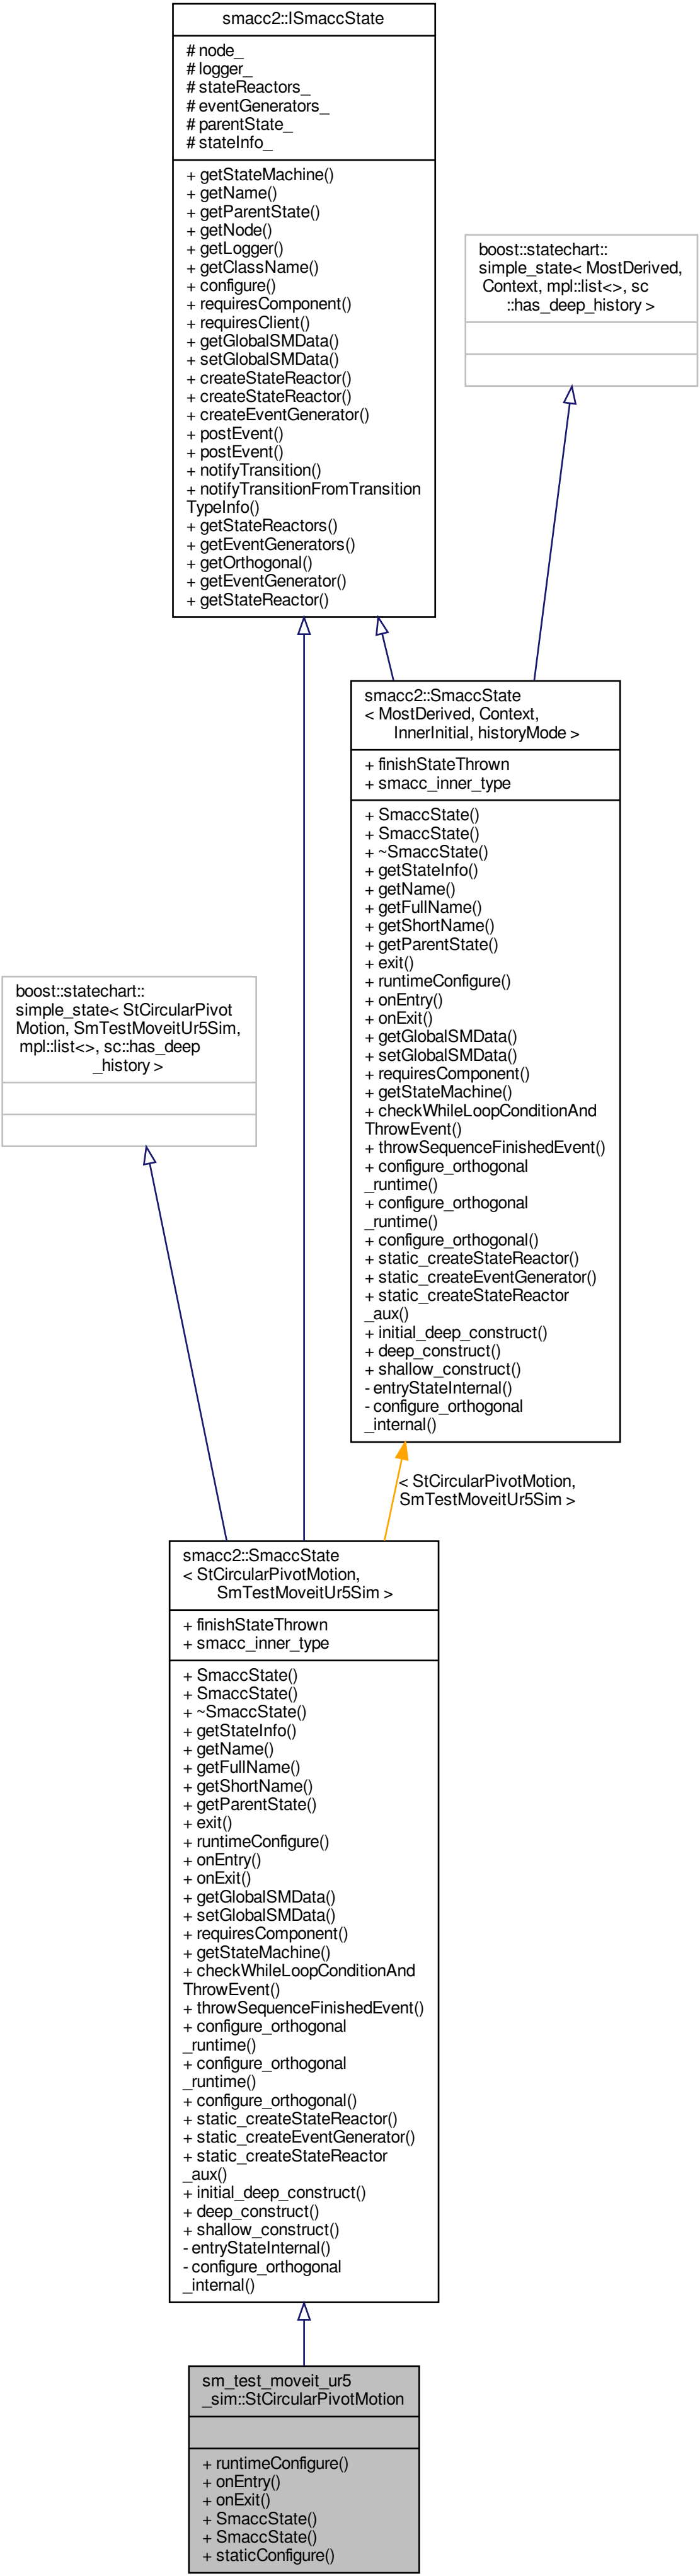 smacc2::ISmaccState
# node_
# logger_
# stateReactors_
# eventGenerators_
# parentState_
# stateInfo_
+ getStateMachine()
+ getName()
+ getParentState()
+ getNode()
+ getLogger()
+ getClassName()
+ configure()
+ requiresComponent()
+ requiresClient()
+ getGlobalSMData()
+ setGlobalSMData()
+ createStateReactor()
+ createStateReactor()
+ createEventGenerator()
+ postEvent()
+ postEvent()
+ notifyTransition()
+ notifyTransitionFromTransition
TypeInfo()
+ getStateReactors()
+ getEventGenerators()
+ getOrthogonal()
+ getEventGenerator()
+ getStateReactor()
boost::statechart::
simple_state< MostDerived,
Context, mpl::list<>, sc
::has_deep_history >
smacc2::SmaccState
< MostDerived, Context,
InnerInitial, historyMode >
+ finishStateThrown
+ smacc_inner_type
+ SmaccState()
+ SmaccState()
+ ~SmaccState()
+ getStateInfo()
+ getName()
+ getFullName()
+ getShortName()
+ getParentState()
+ exit()
+ runtimeConfigure()
+ onEntry()
+ onExit()
+ getGlobalSMData()
+ setGlobalSMData()
+ requiresComponent()
+ getStateMachine()
+ checkWhileLoopConditionAnd
ThrowEvent()
+ throwSequenceFinishedEvent()
+ configure_orthogonal
_runtime()
+ configure_orthogonal
_runtime()
+ configure_orthogonal()
+ static_createStateReactor()
+ static_createEventGenerator()
+ static_createStateReactor
_aux()
+ initial_deep_construct()
+ deep_construct()
+ shallow_construct()
- entryStateInternal()
- configure_orthogonal
_internal()
boost::statechart::
simple_state< StCircularPivot
Motion, SmTestMoveitUr5Sim,
mpl::list<>, sc::has_deep
_history >
< StCircularPivotMotion,
SmTestMoveitUr5Sim >
smacc2::SmaccState
< StCircularPivotMotion,
SmTestMoveitUr5Sim >
+ finishStateThrown
+ smacc_inner_type
+ SmaccState()
+ SmaccState()
+ ~SmaccState()
+ getStateInfo()
+ getName()
+ getFullName()
+ getShortName()
+ getParentState()
+ exit()
+ runtimeConfigure()
+ onEntry()
+ onExit()
+ getGlobalSMData()
+ setGlobalSMData()
+ requiresComponent()
+ getStateMachine()
+ checkWhileLoopConditionAnd
ThrowEvent()
+ throwSequenceFinishedEvent()
+ configure_orthogonal
_runtime()
+ configure_orthogonal
_runtime()
+ configure_orthogonal()
+ static_createStateReactor()
+ static_createEventGenerator()
+ static_createStateReactor
_aux()
+ initial_deep_construct()
+ deep_construct()
+ shallow_construct()
- entryStateInternal()
- configure_orthogonal
_internal()
sm_test_moveit_ur5
_sim::StCircularPivotMotion
+ runtimeConfigure()
+ onEntry()
+ onExit()
+ SmaccState()
+ SmaccState()
+ staticConfigure()